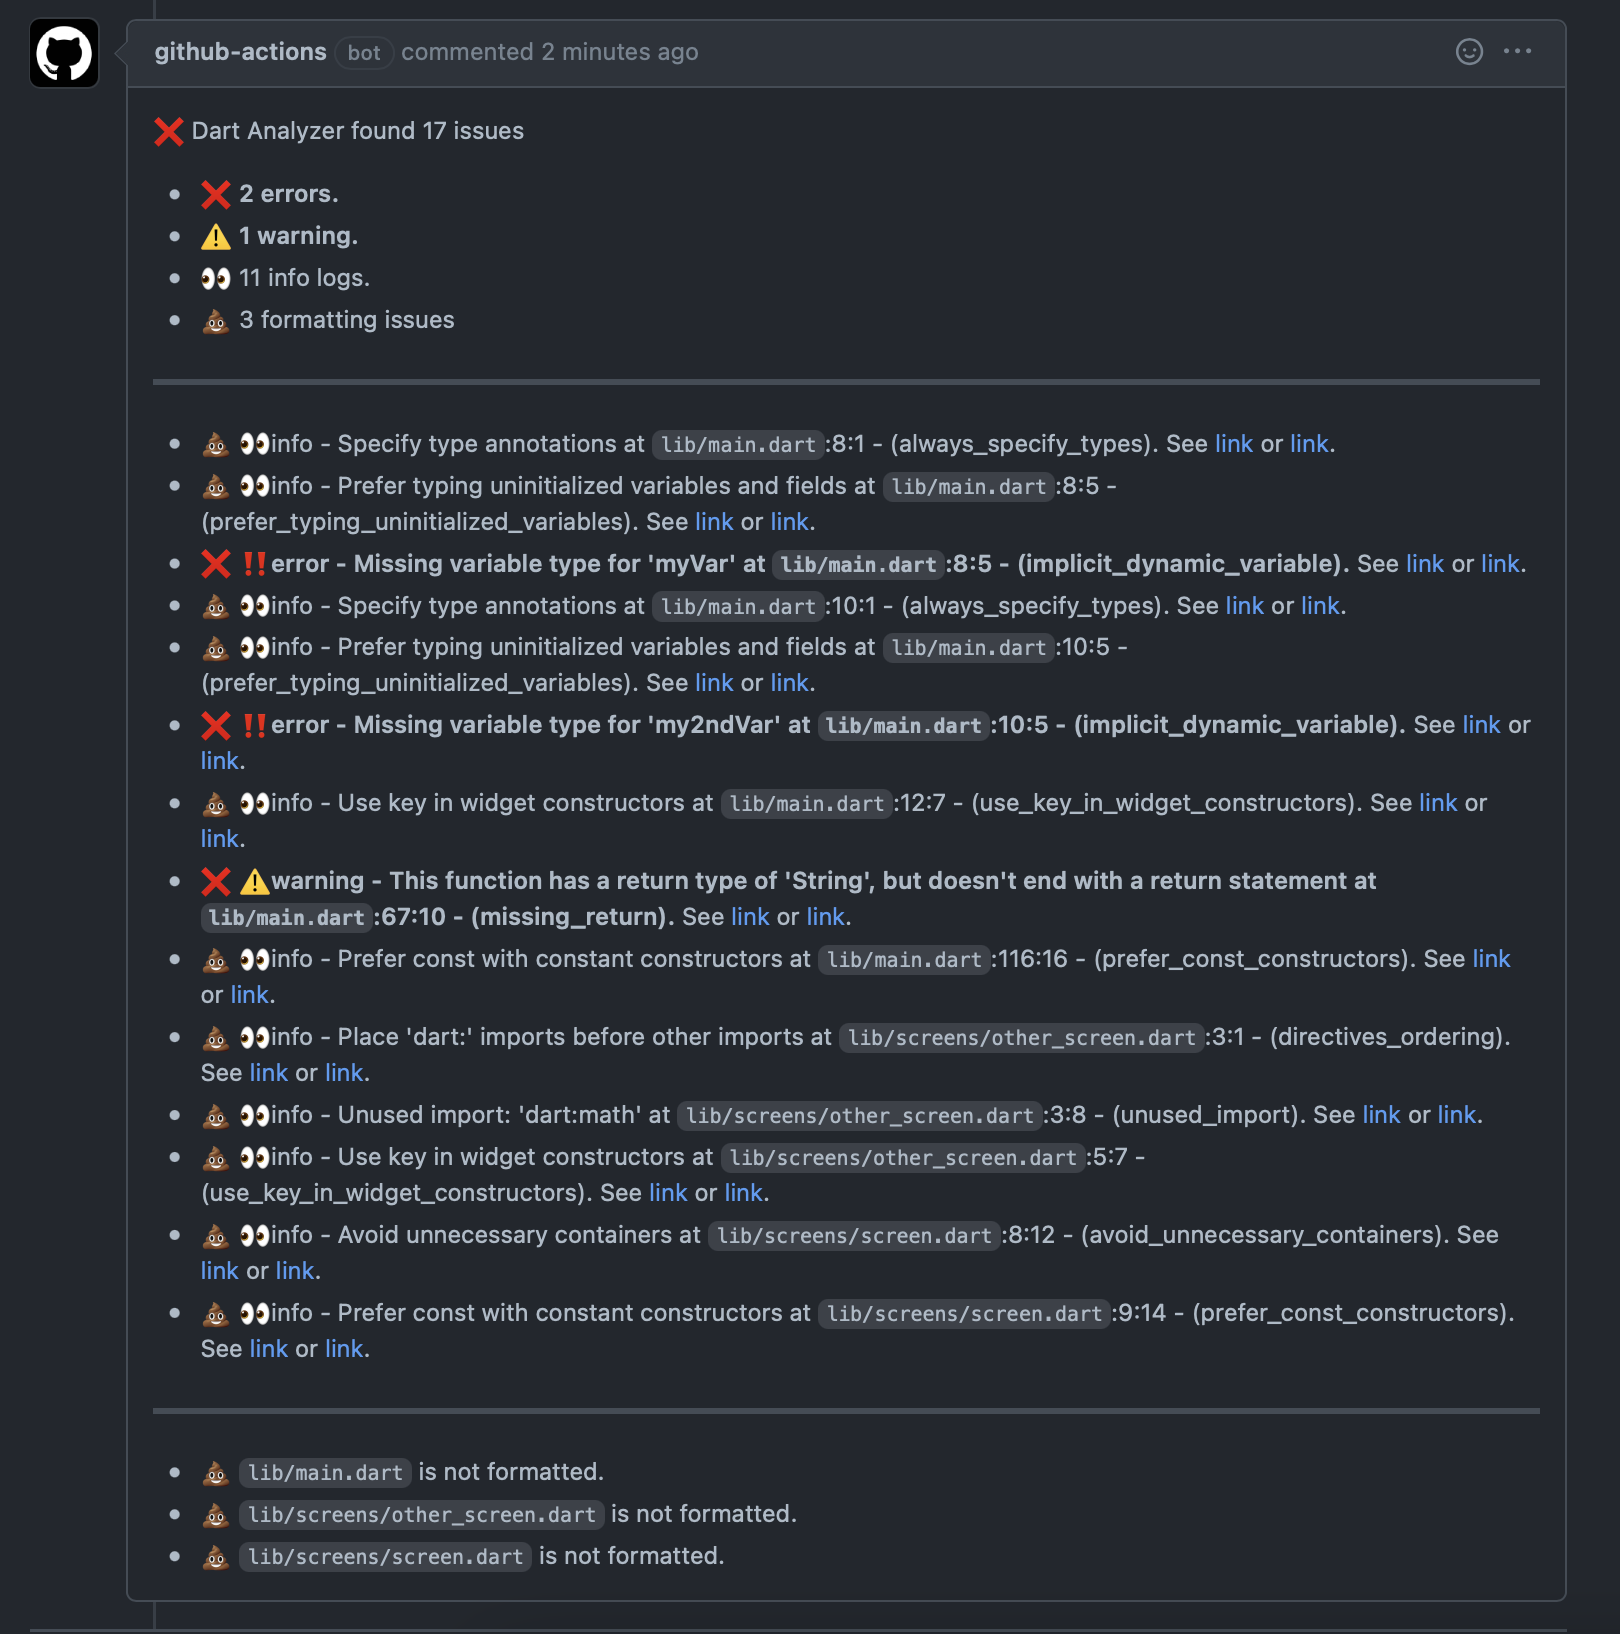 github-actions bot commented 2 minutes ago
❌ Dart Analyzer found 17 issues
• ❌ 2 errors.
• ⚠️ 1 warning.
• 👀 11 info logs.
• 💩 3 formatting issues
• 💩 👀info - Specify type annotations at lib/main.dart:8:1 - (always_specify_types). See link or link.
• 💩 👀info - Prefer typing uninitialized variables and fields at lib/main.dart:8:5 -
(prefer_typing_uninitialized_variables). See link or link.
• ❌ ‼️error - Missing variable type for 'myVar' at lib/main.dart:8:5 - (implicit_dynamic_variable). See link or link.
• 💩 👀info - Specify type annotations at lib/main.dart:10:1 - (always_specify_types). See link or link.
• 💩 👀info - Prefer typing uninitialized variables and fields at lib/main.dart:10:5 -
(prefer_typing_uninitialized_variables). See link or link.
• ❌ ‼️error - Missing variable type for 'my2ndVar' at lib/main.dart:10:5 - (implicit_dynamic_variable). See link or
link.
• 💩 👀info - Use key in widget constructors at lib/main.dart:12:7 - (use_key_in_widget_constructors). See link or
link.
• ❌ ⚠️warning - This function has a return type of 'String', but doesn't end with a return statement at
lib/main.dart:67:10 - (missing_return). See link or link.
• 💩 👀info - Prefer const with constant constructors at lib/main.dart:116:16 - (prefer_const_constructors). See link
or link.
• 💩 👀info - Place 'dart:' imports before other imports at lib/screens/other_screen.dart:3:1 - (directives_ordering).
See link or link.
• 💩 👀info - Unused import: 'dart:math' at lib/screens/other_screen.dart:3:8 - (unused_import). See link or link.
• 💩 👀info - Use key in widget constructors at lib/screens/other_screen.dart:5:7 -
(use_key_in_widget_constructors). See link or link.
• 💩 👀info - Avoid unnecessary containers at lib/screens/screen.dart:8:12 - (avoid_unnecessary_containers). See
link or link.
• 💩 👀info - Prefer const with constant constructors at lib/screens/screen.dart:9:14 - (prefer_const_constructors).
See link or link.
• 💩 lib/main.dart is not formatted.
• 💩 lib/screens/other_screen.dart is not formatted.
• 💩 lib/screens/screen.dart is not formatted.